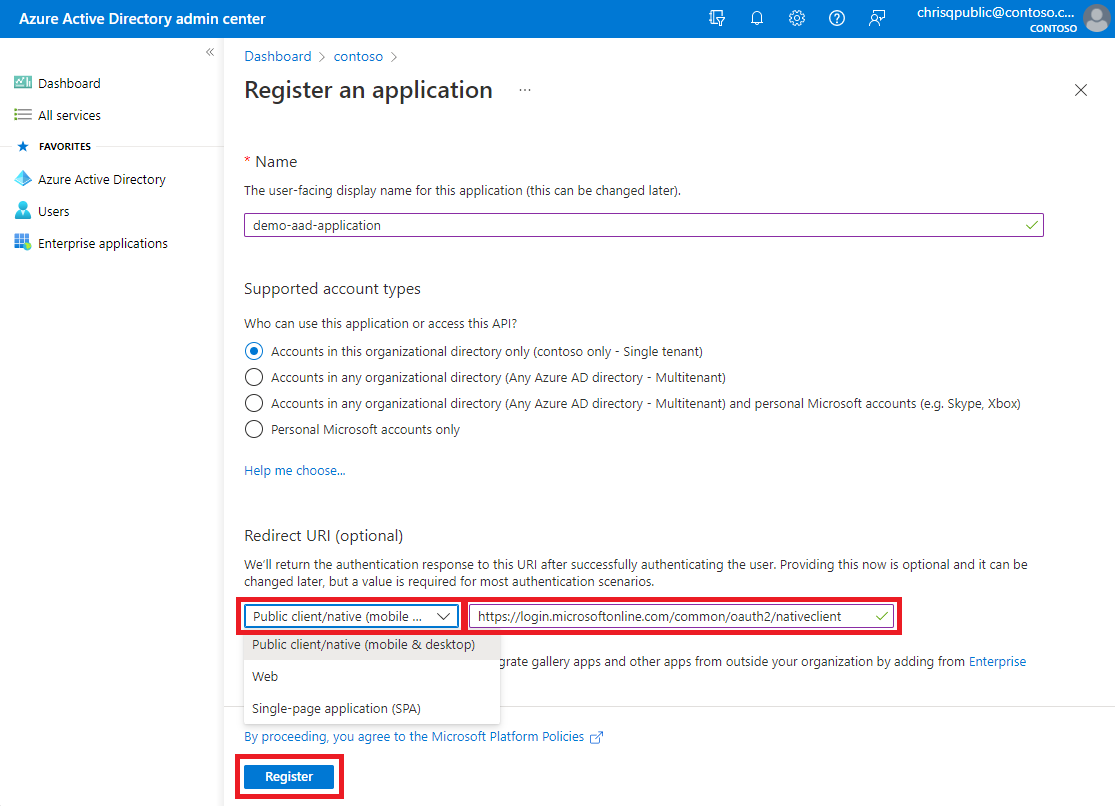 Azure Active Directory admin center
chrisqpublic@contoso.c...
CONTOSO
Dashboard
All services
FAVORITES
Azure Active Directory
Users
Enterprise applications
Dashboard > contoso >
Register an application ...
* Name
The user-facing display name for this application (this can be changed later).
demo-aad-application
Supported account types
Who can use this application or access this API?
Accounts in this organizational directory only (contoso only - Single tenant)
Accounts in any organizational directory (Any Azure AD directory - Multitenant)
Accounts in any organizational directory (Any Azure AD directory - Multitenant) and personal Microsoft accounts (e.g. Skype, Xbox)
Personal Microsoft accounts only
Help me choose...
Redirect URI (optional)
We'll return the authentication response to this URI after successfully authenticating the user. Providing this now is optional and it can be
changed later, but a value is required for most authentication scenarios.
Public client/native (mobile ...
https://login.microsoftonline.com/common/oauth2/nativeclient
Public client/native (mobile & desktop)
Web
Single-page application (SPA)
grate gallery apps and other apps from outside your organization by adding from Enterprise
By proceeding, you agree to the Microsoft Platform Policies
Register